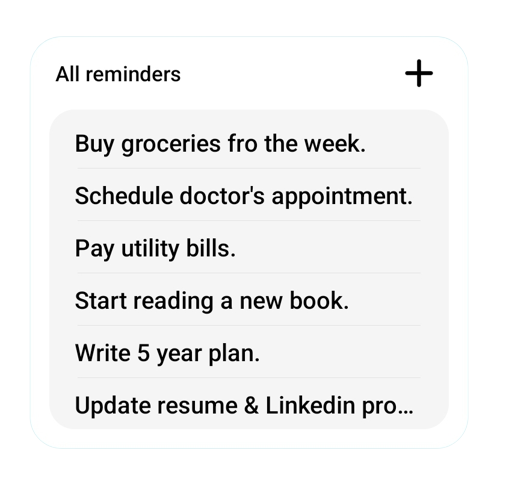 All reminders
Buy groceries fro the week.
Schedule doctor's appointment.
Pay utility bills.
Start reading a new book.
Write 5 year plan.
Update resume & Linkedin pro...